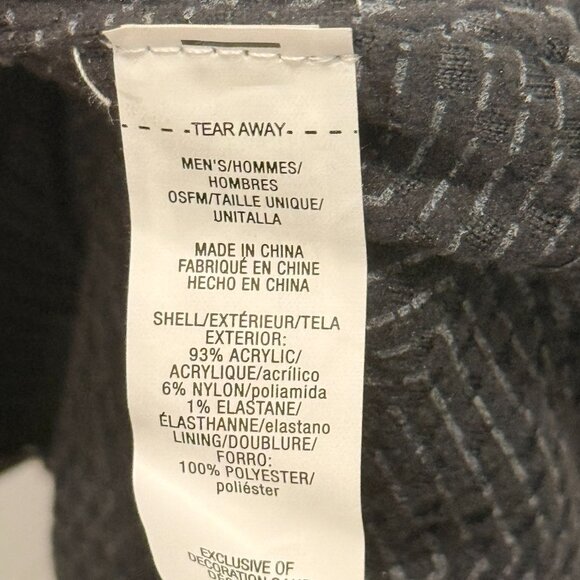 TEAR AWAY
MEN'S/HOMMES/
HOMBRES
OSFM/TAILLE UNIQUE/
UNITALLA
MADE IN CHINA
FABRIQUÉ EN CHINE
HECHO EN CHINA
SHELL/EXTÉRIEUR/TELA
EXTERIOR:
93% ACRYLIC/
ACRYLIQUE/acrílico
6% NYLON/poliamida
1% ELASTANE/
ÉLASTHANNE/elastano
LINING/DOUBLURE/
FORRO:
100% POLYESTER/
poliéster
EXCLUSIVE OF
DECORATION